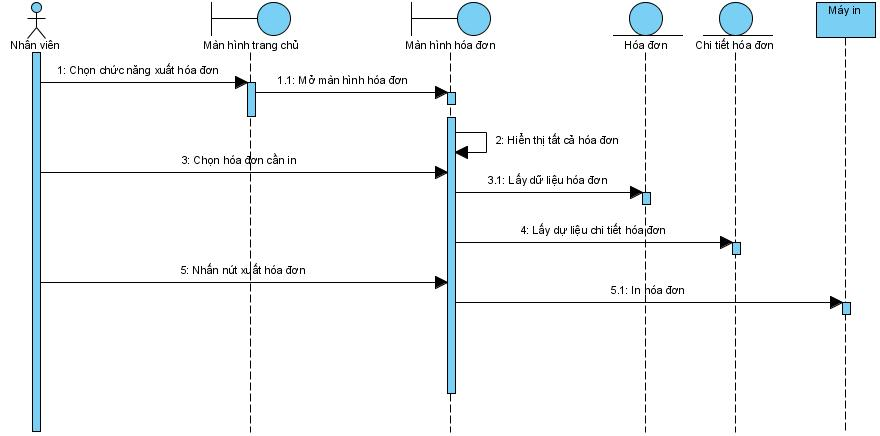 Máy in
Nhân viên
Màn hình trang chủ
Màn hình hóa đơn
Hóa đơn
Chi tiết hóa đơn
1: Chọn chức năng xuất hóa đơn
1.1: Mở màn hình hóa đơn
2: Hiển thị tất cả hóa đơn
3: Chọn hóa đơn cần in
3.1: Lấy dữ liệu hóa đơn
4: Lấy dự liệu chi tiết hóa đơn
5: Nhấn nút xuất hóa đơn
5.1: In hóa đơn